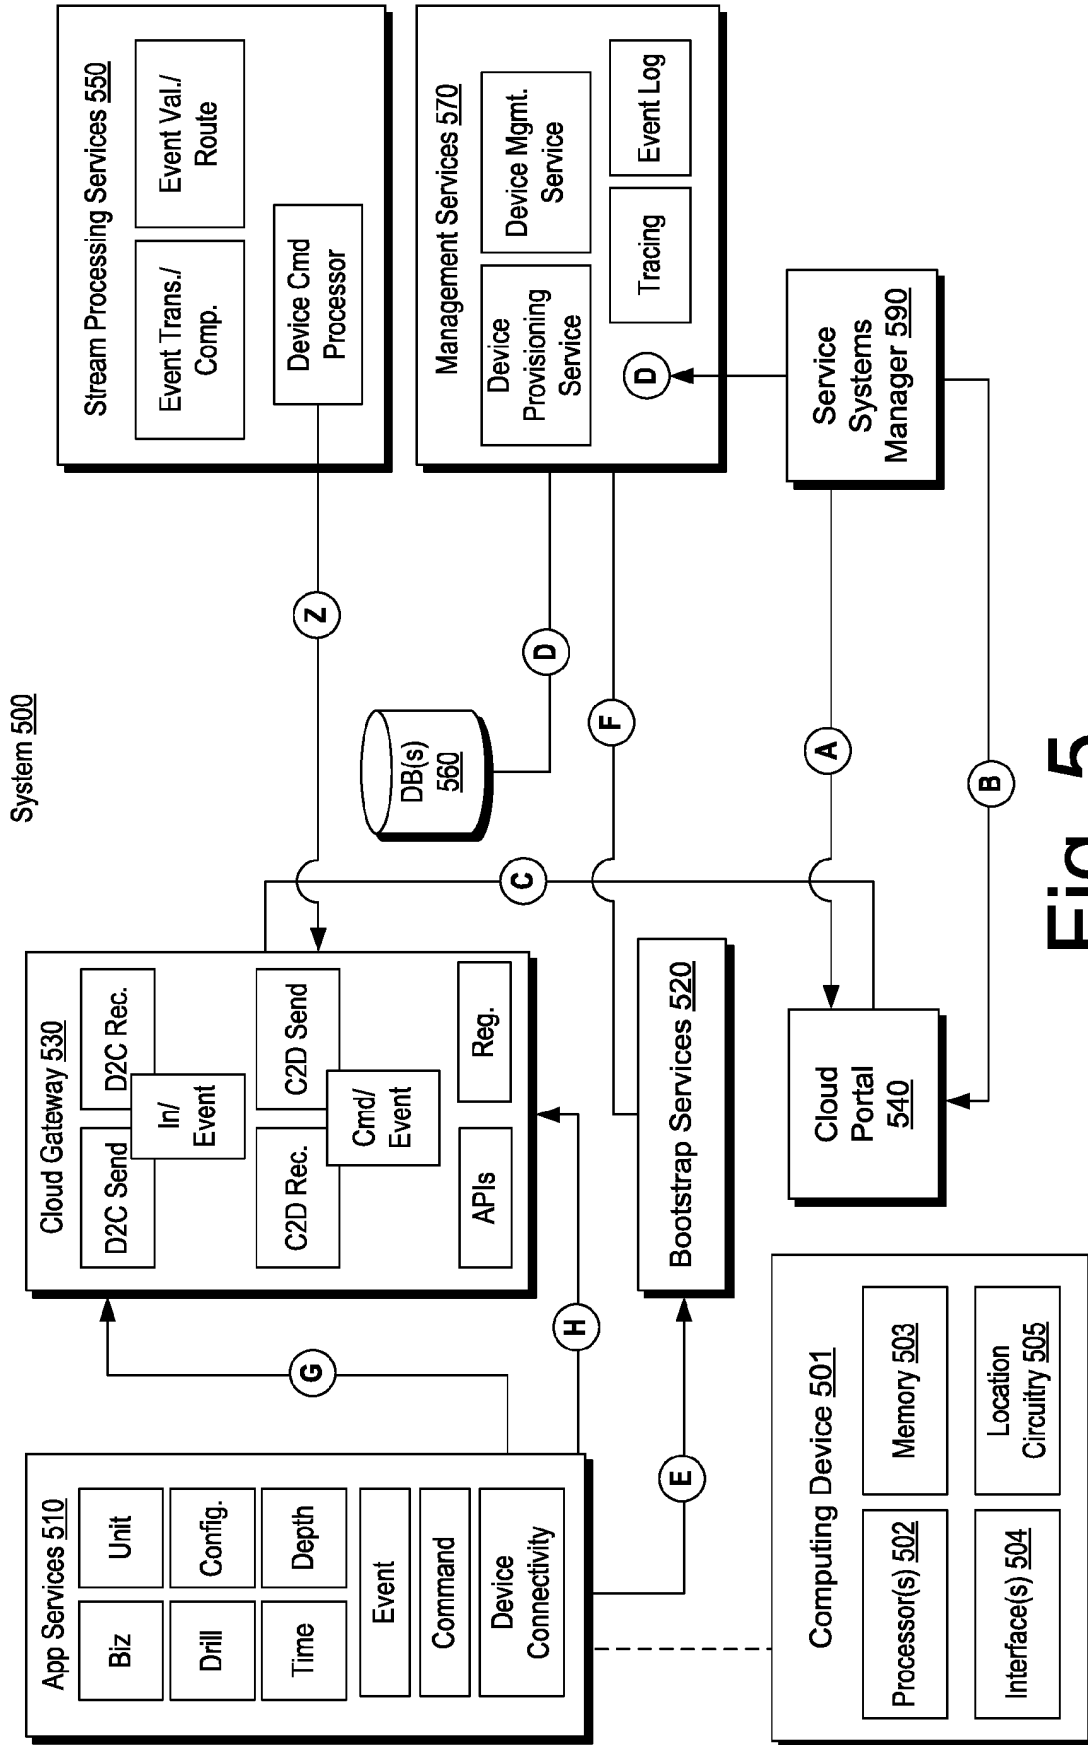 System 500
App Services 510
Biz
Unit
Drill
Config.
Time
Depth
Event
Command
Device
Connectivity
G
H
E
Cloud Gateway 530
D2C Send
D2C Rec.
In/
Event
C2D Rec.
C2D Send
Cmd/
Event
APIs
Reg.
Z
Stream Processing Services 550
Event Trans./
Comp.
Event Val./
Route
Device Cmd
Processor
DB(s)
560
D
C
F
Management Services 570
Device
Provisioning
Service
Device Mgmt.
Service
D
Tracing
Event Log
Bootstrap Services 520
Computing Device 501
Processor(s) 502
Memory 503
Interface(s) 504
Location
Circuitry 505
Cloud
Portal
540
A
B
Service
Systems
Manager 590
Fig. 5